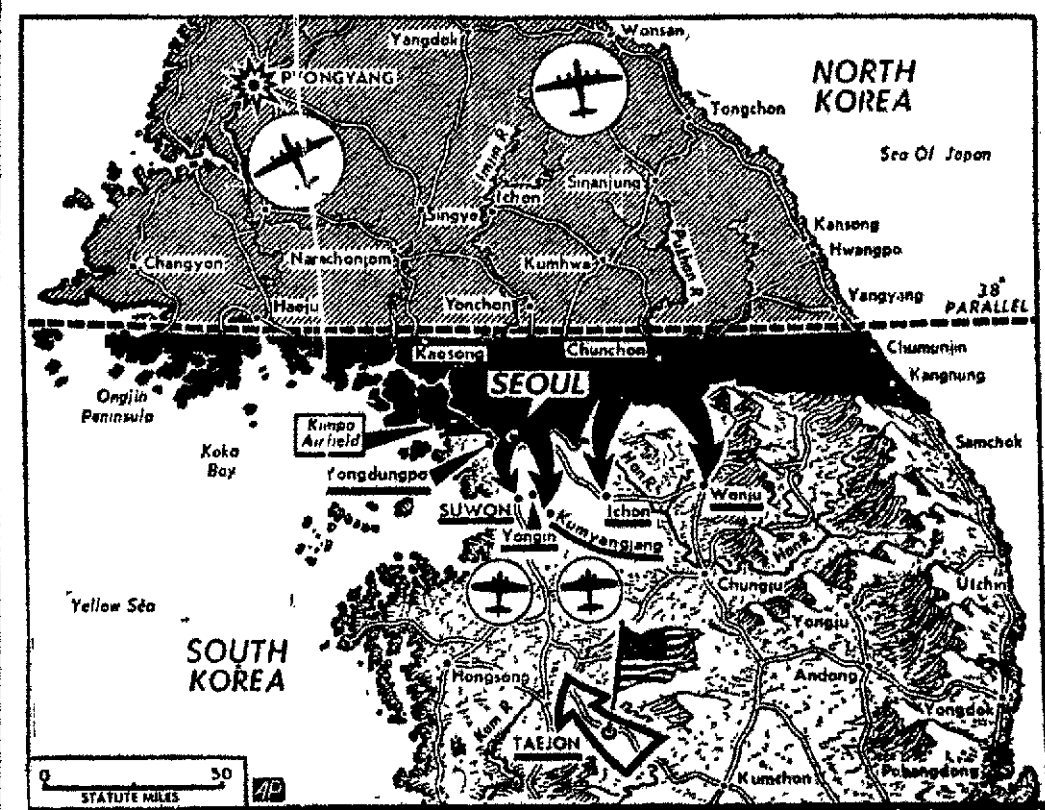 Wonsan
Yangdok
PYONGYANG
NORTH
KOREA
Tongchon
Sea Of Japan
Imjin R
Sinanjung
Ichon
Singye
Kansong
Hwangpo
Changyon
Namchonjom
Kumhwa
Pukhan R
Haeju
Yonchon
Yangyang
38°
PARALLEL
Kaosong
Chunchon
Chumunjin
Kangnung
SEOUL
Ongjin
Peninsula
Kimpo
Airfield
Koka
Bay
Samchok
Yongdungpo
Han R.
SUWON
Ichon
Wonju
Yongin
Kumyangjang
Han R.
Chungju
Utchin
Yellow Sea
Yongju
SOUTH
KOREA
Hongsong
Andong
Kum R
Yongdok
TAEJON
0 50
STATUTE MILES
AP
Kumchon
Pohangdong